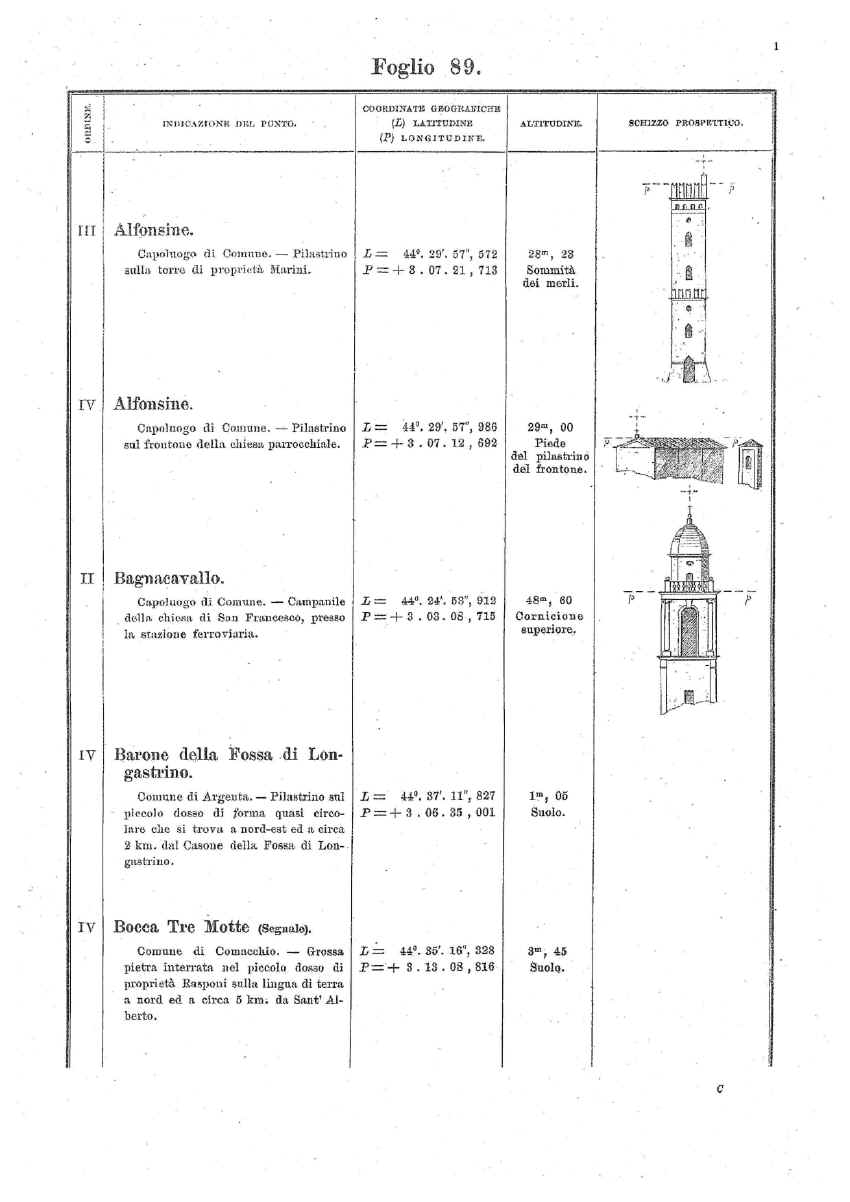 1
Foglio 89.
ORDINE.
INDICAZIONE DEL PUNTO.
COORDINATE GEOGRAFICHE
(L) LATITUDINE
(P) LONGITUDINE.
ALTITUDINE.
SCHIZZO PROSPETTICO.
III
Alfonsine.
Capoluogo di Comune. — Pilastrino
sulla torre di proprietà Marini.
L = 44°. 29'. 57", 572
P = + 3 . 07 . 21 , 713
28ᵐ, 23
Sommità
dei merli.
P P
IV
Alfonsine.
Capoluogo di Comune. — Pilastrino
sul frontone della chiesa parrocchiale.
L = 44°. 29'. 57", 986
P = + 3 . 07 . 12 , 692
29ᵐ, 00
Piede
del pilastrino
del frontone.
P P
II
Bagnacavallo.
Capoluogo di Comune. — Campanile
della chiesa di San Francesco, presso
la stazione ferroviaria.
L = 44°. 24'. 53", 912
P = + 3 . 03 . 08 , 715
48ᵐ, 60
Cornicione
superiore.
P P
IV
Barone della Fossa di Lon-
gastrino.
Comune di Argenta. — Pilastrino sul
piccolo dosso di forma quasi circo-
lare che si trova a nord-est ed a circa
2 km. dal Casone della Fossa di Lon-
gastrino.
L = 44°. 37'. 11", 827
P = + 3 . 06 . 35 , 001
1ᵐ, 05
Suolo.
IV
Bocca Tre Motte (Segnale).
Comune di Comacchio. — Grossa
pietra interrata nel piccolo dosso di
proprietà Rasponi sulla lingua di terra
a nord ed a circa 5 km. da Sant' Al-
berto.
L = 44°. 35'. 16", 328
P = + 3 . 13 . 08 , 816
3ᵐ, 45
Suolo.
C